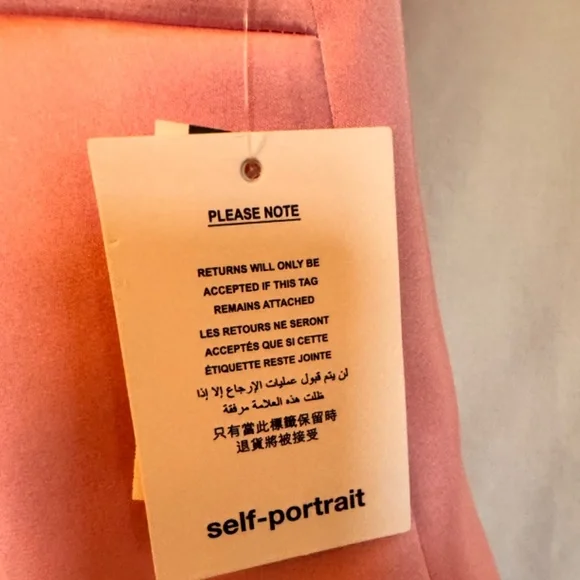 PLEASE NOTE
RETURNS WILL ONLY BE
ACCEPTED IF THIS TAG
REMAINS ATTACHED
LES RETOURS NE SERONT
ACCEPTÉS QUE SI CETTE
ÉTIQUETTE RESTE JOINTE
لن يتم قبول عمليات الإرجاع إلا إذا
ظلت هذه العلامة مرفقة
只有當此標籤保留時
退貨將被接受
self-portrait